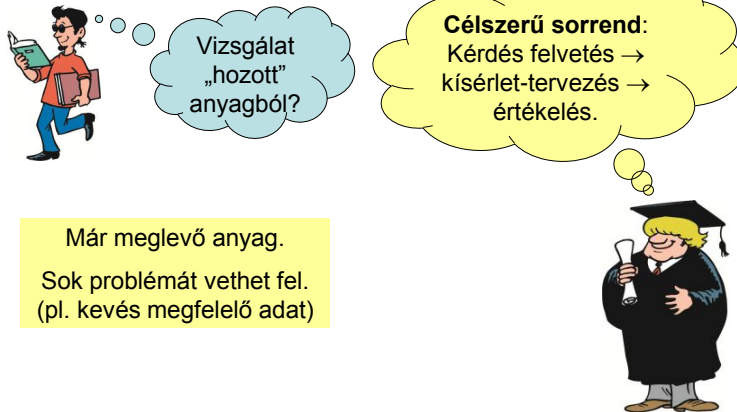 Vizsgálat
„hozott”
anyagból?
Célszerű sorrend:
Kérdés felvetés →
kísérlet-tervezés →
értékelés.
Már meglevő anyag.
Sok problémát vethet fel.
(pl. kevés megfelelő adat)